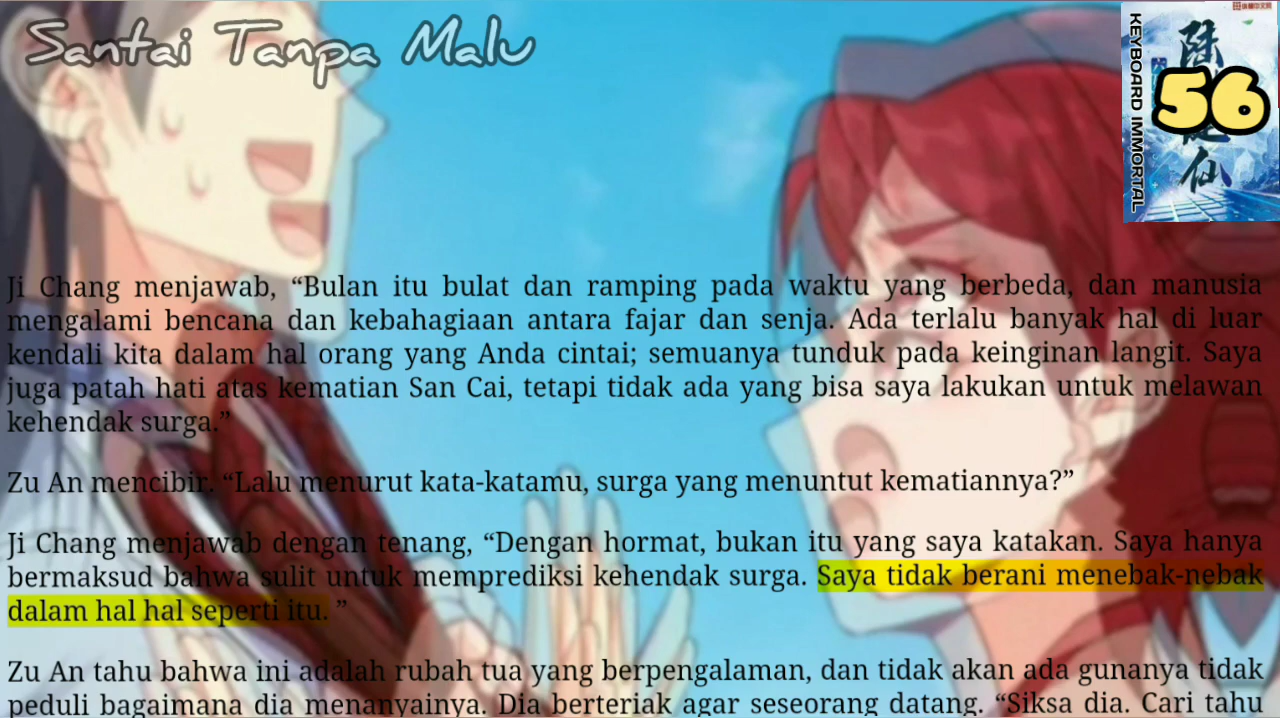 Santai Tanpa Malu
KEYBOARD IMMORTAL
56
Ji Chang menjawab, “Bulan itu bulat dan ramping pada waktu yang berbeda, dan manusia
mengalami bencana dan kebahagiaan antara fajar dan senja. Ada terlalu banyak hal di luar
kendali kita dalam hal orang yang Anda cintai; semuanya tunduk pada keinginan langit. Saya
juga patah hati atas kematian San Cai, tetapi tidak ada yang bisa saya lakukan untuk melawan
kehendak surga.”
Zu An mencibir. “Lalu menurut kata-katamu, surga yang menuntut kematiannya?”
Ji Chang menjawab dengan tenang, “Dengan hormat, bukan itu yang saya katakan. Saya hanya
bermaksud bahwa sulit untuk memprediksi kehendak surga. Saya tidak berani menebak-nebak
dalam hal hal seperti itu. ”
Zu An tahu bahwa ini adalah rubah tua yang berpengalaman, dan tidak akan ada gunanya tidak
peduli bagaimana dia menanyainya. Dia berteriak agar seseorang datang. “Siksa dia. Cari tahu